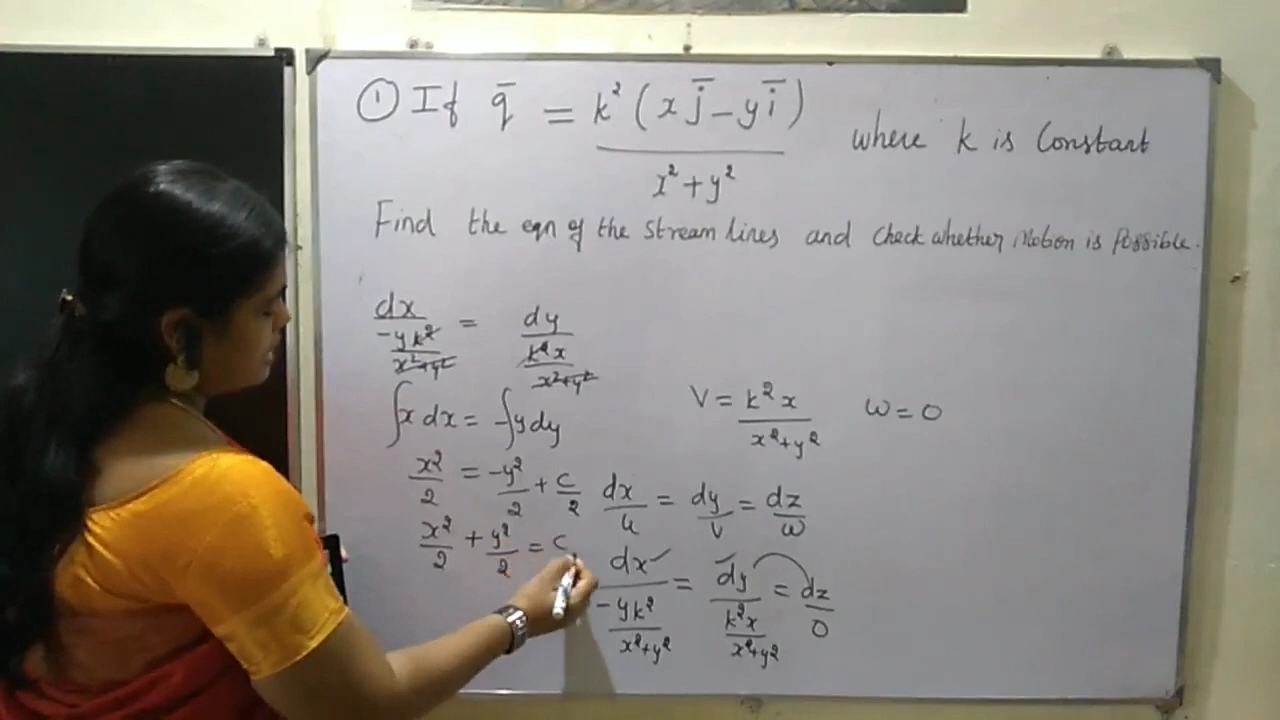 ① If q̄ = k² (x j̄ – y ī) / x² + y² where k is Constant
Find the eqn of the stream lines and check whether Motion is Possible.
dx / (-yk² / x²+y²) = dy / (k²x / x²+y²)
∫x dx = -∫y dy
V = k²x / x²+y² ω = 0
x²/2 = -y²/2 + c/2
dx/u = dy/v = dz/ω
x²/2 + y²/2 = c
dx / (-yk² / x²+y²) = dy / (k²x / x²+y²) = dz/0